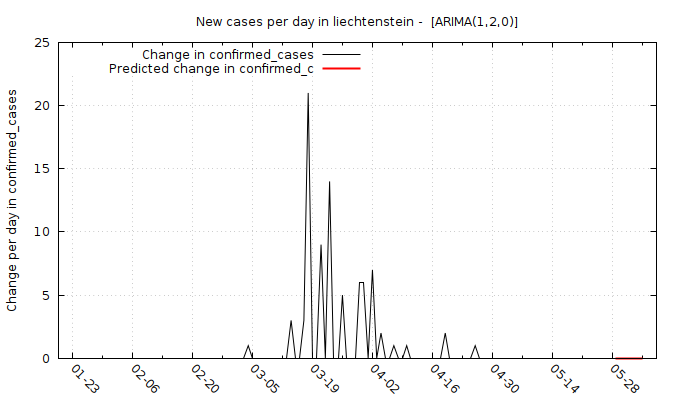 New cases per day in liechtenstein -  [ARIMA(1,2,0)]
Change in confirmed_cases
Predicted change in confirmed_c
Change per day in confirmed_cases
25
20
15
10
5
0
01-23 02-06 02-20 03-05 03-19 04-02 04-16 04-30 05-14 05-28